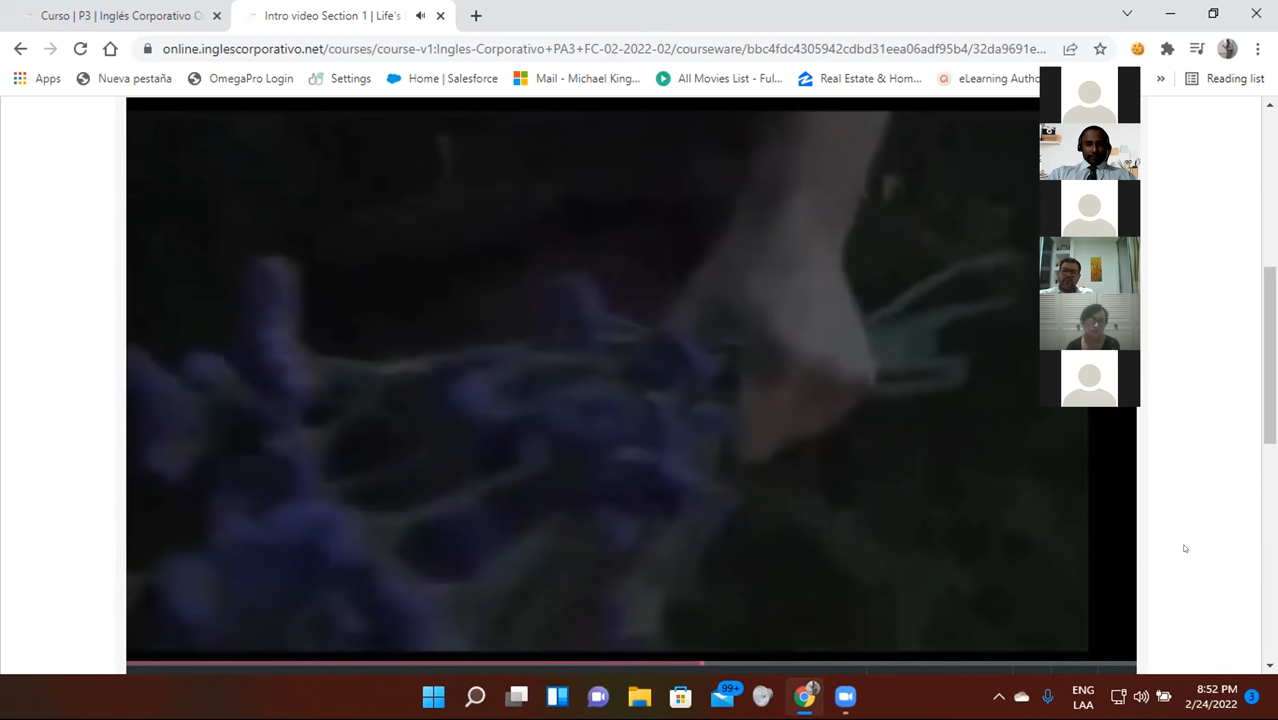 Curso | P3 | Inglés Corporativo O
Intro video Section 1 | Life's
online.inglescorporativo.net/courses/course-v1:Ingles-Corporativo+PA3+FC-02-2022-02/courseware/bbc4fdc4305942cdbd31eea06adf95b4/32da9691e...
Apps
Nueva pestaña
OmegaPro Login
Settings
Home | Salesforce
Mail - Michael King...
All Movies List - Ful...
Real Estate & Hom...
eLearning Autho
»
Reading list
99+
ENG
LAA
8:52 PM
2/24/2022
3